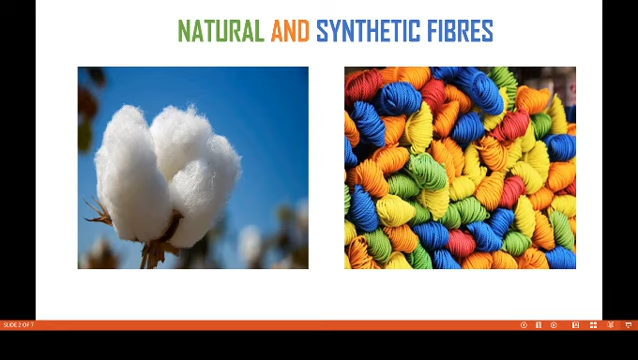 NATURAL AND SYNTHETIC FIBRES
SLIDE 2 OF 7